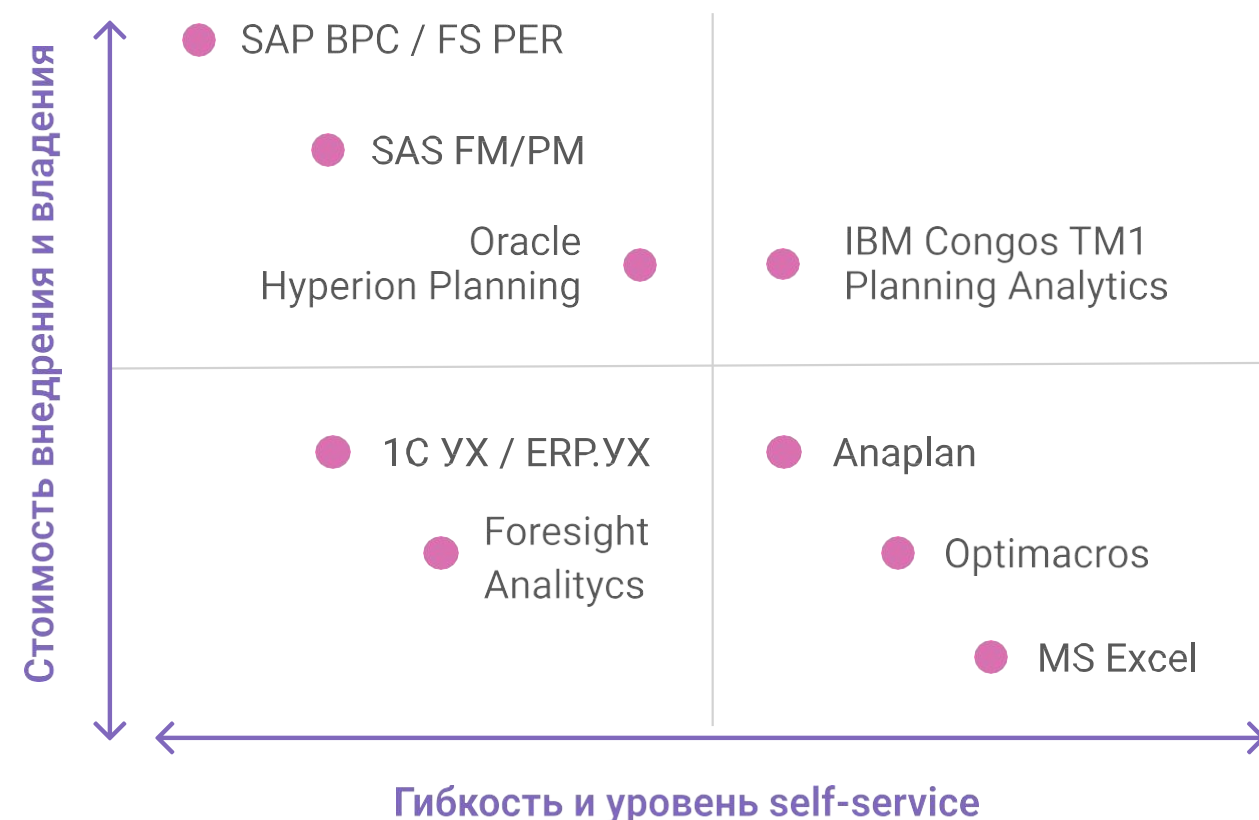 Стоимость внедрения и владения
SAP BPC / FS PER
SAS FM/PM
Oracle
Hyperion Planning
IBM Congos TM1
Planning Analytics
1С УХ / ERP.УХ
Anaplan
Foresight
Analitycs
Optimacros
MS Excel
Гибкость и уровень self-service